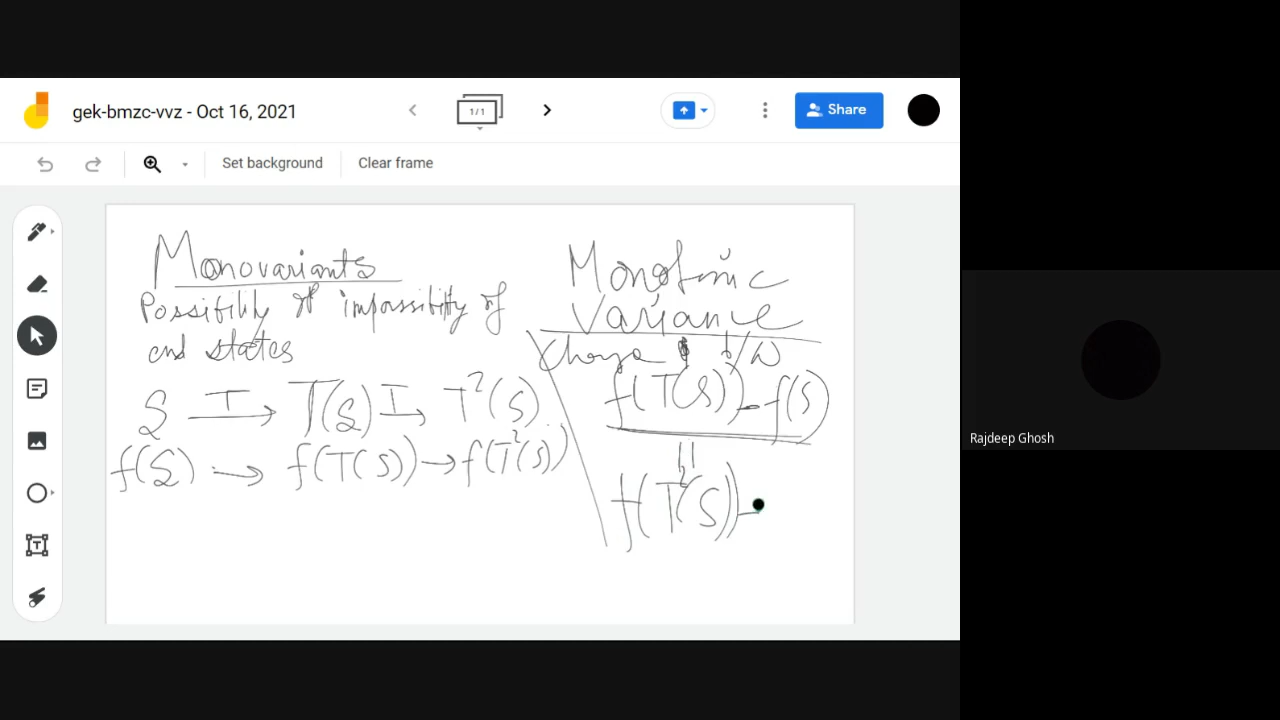 gek-bmzc-vvz - Oct 16, 2021
1/1
Share
Set background
Clear frame
Monovariants
Possibility of impossibility of
end states
S T→ T(S) T→ T²(S)
f(S) → f(T(S)) → f(T²(S))
Monotonic
Variance
b/w
f(T(S)) - f(S)
||
f(T²(S)) -
Rajdeep Ghosh